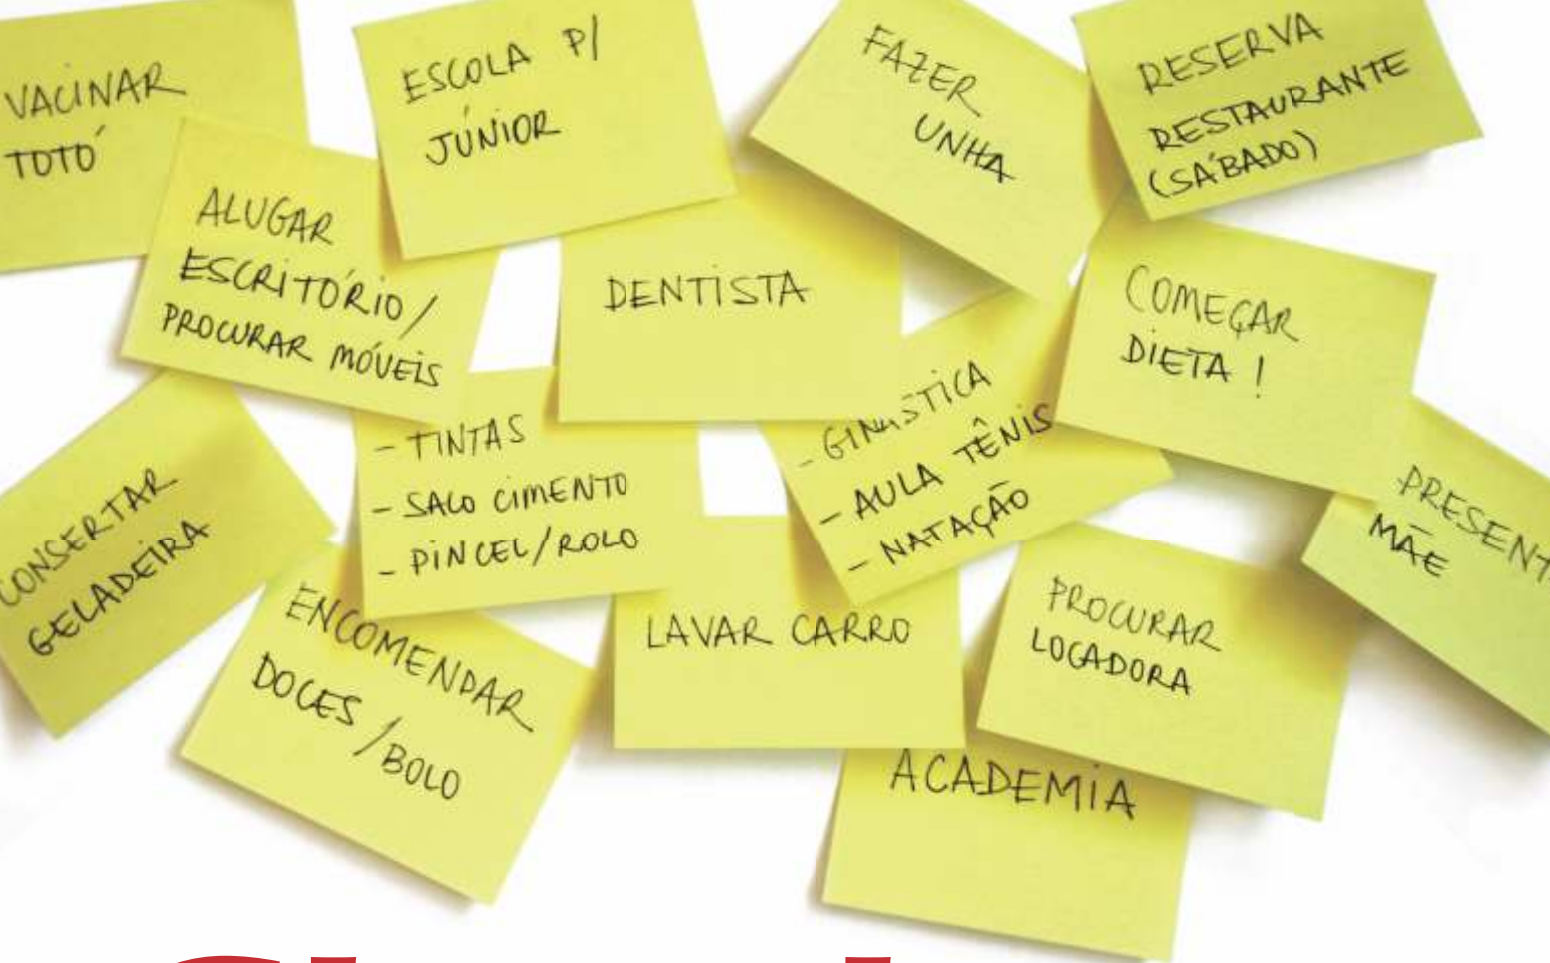 VACINAR
TOTÓ
ESCOLA P/
JÚNIOR
FAZER
UNHA
RESERVA
RESTAURANTE
(SÁBADO)
ALUGAR
ESCRITÓRIO/
PROCURAR MÓVEIS
DENTISTA
COMEÇAR
DIETA !
- TINTAS
- SACO CIMENTO
- PINCEL/ROLO
- GINÁSTICA
- AULA TÊNIS
- NATAÇÃO
PRESENT
MÃE
CONSERTAR
GELADEIRA
ENCOMENDAR
DOCES /BOLO
LAVAR CARRO
PROCURAR
LOCADORA
ACADEMIA